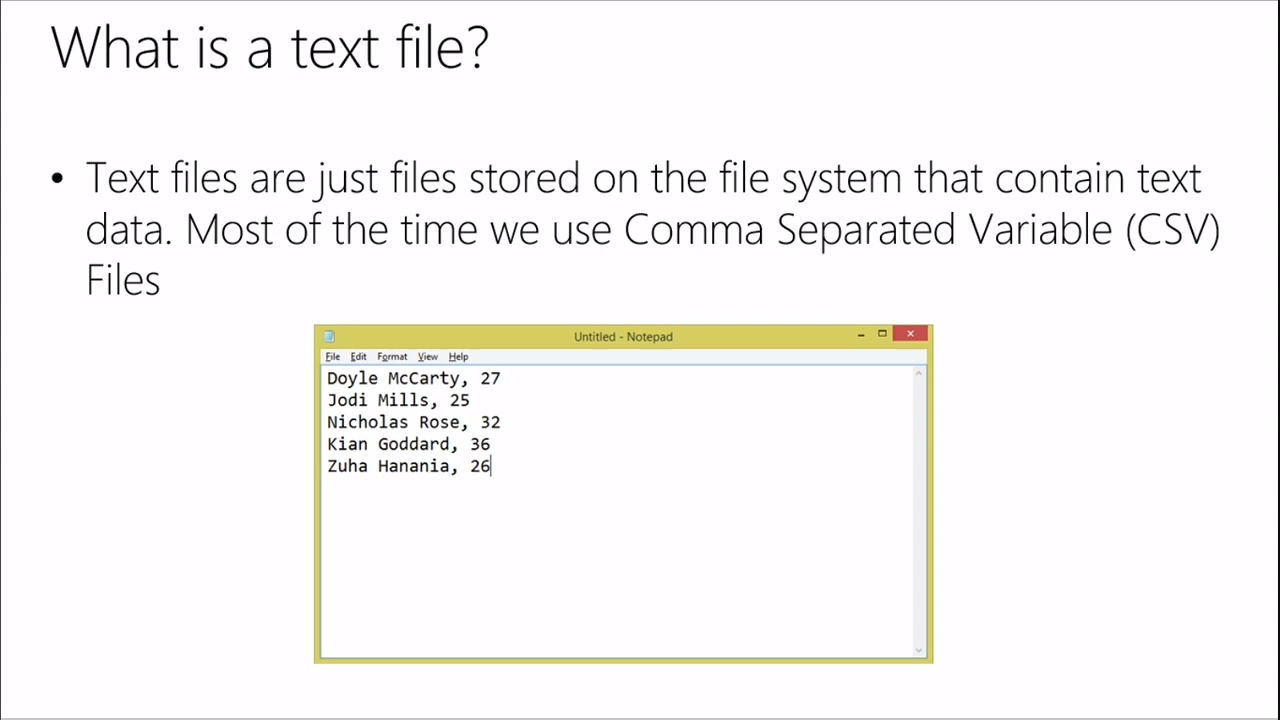 What is a text file?
• Text files are just files stored on the file system that contain text
data. Most of the time we use Comma Separated Variable (CSV)
Files
Untitled - Notepad
File Edit Format View Help
Doyle McCarty, 27
Jodi Mills, 25
Nicholas Rose, 32
Kian Goddard, 36
Zuha Hanania, 26